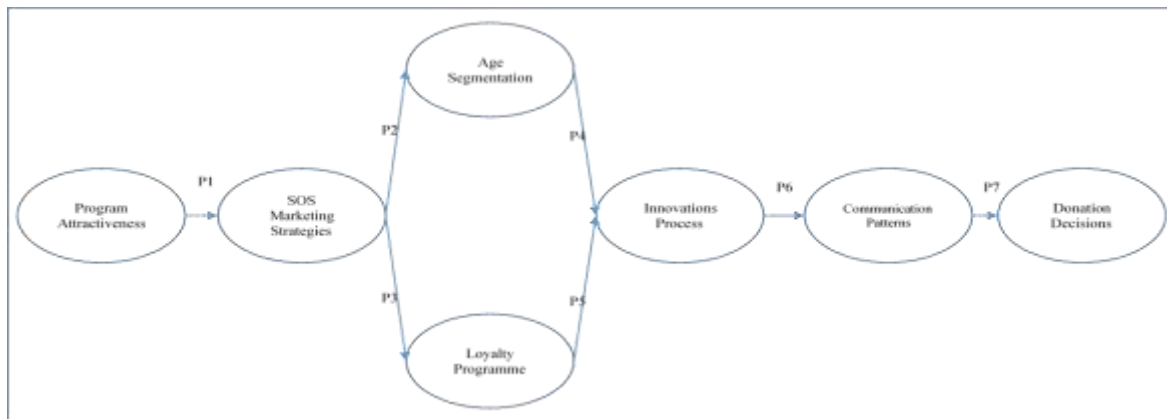 Age
Segmentation
P2
P4
P1
Program
Attractiveness
SOS
Marketing
Strategies
Innovations
Process
P6
Communication
Patterns
P7
Donation
Decisions
P3
P5
Loyalty
Programme